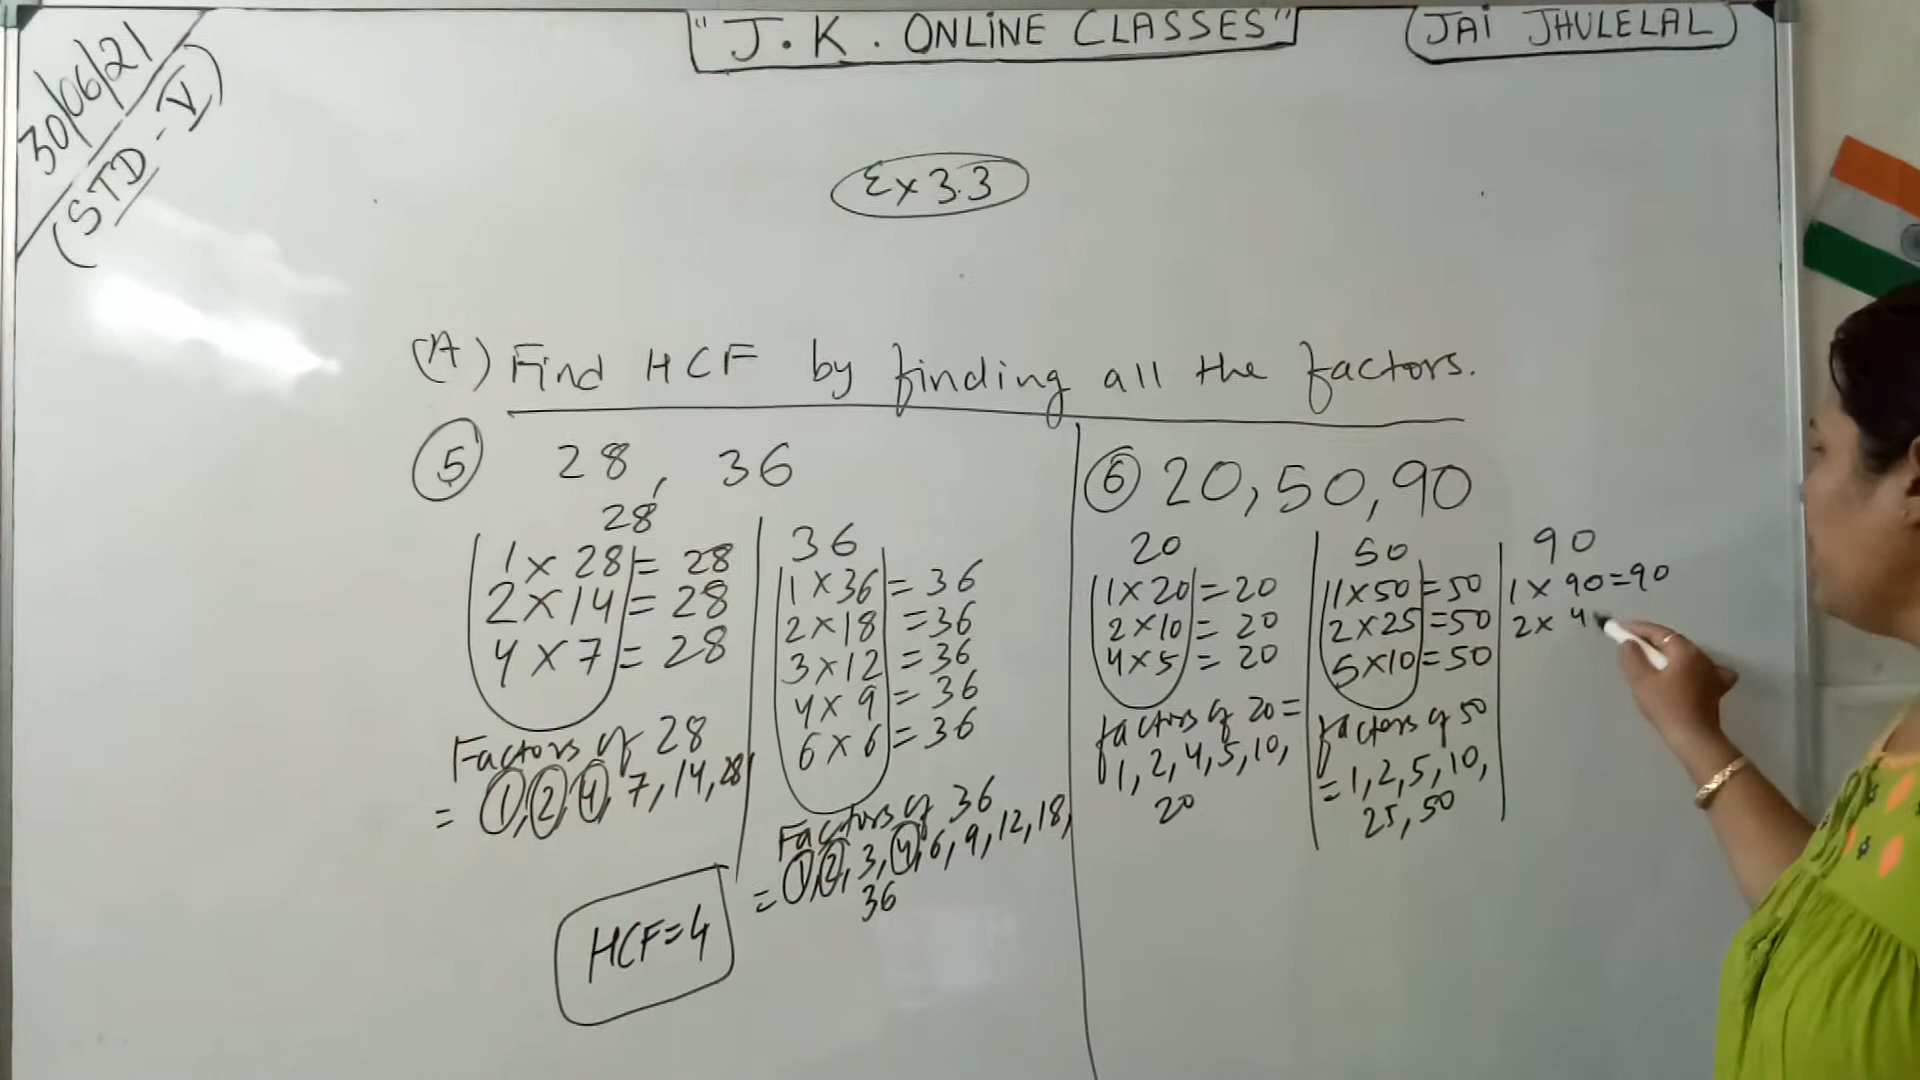 30/06/21
(STD-V)
"J.K. ONLINE CLASSES"
JAI JHULELAL
Ex 3.3
(A) Find HCF by finding all the factors.
5 28, 36
28
1 x 28 = 28
2 x 14 = 28
4 x 7 = 28
Factors of 28
= 1, 2, 4, 7, 14, 28
36
1 x 36 = 36
2 x 18 = 36
3 x 12 = 36
4 x 9 = 36
6 x 6 = 36
Factors of 36
= 1, 2, 3, 4, 6, 9, 12, 18,
36
HCF=4
6 20, 50, 90
20
1 x 20 = 20
2 x 10 = 20
4 x 5 = 20
factors of 20 =
1, 2, 4, 5, 10,
20
50
1 x 50 = 50
2 x 25 = 50
5 x 10 = 50
factors of 50
= 1, 2, 5, 10,
25, 50
90
1 x 90 = 90
2 x 4